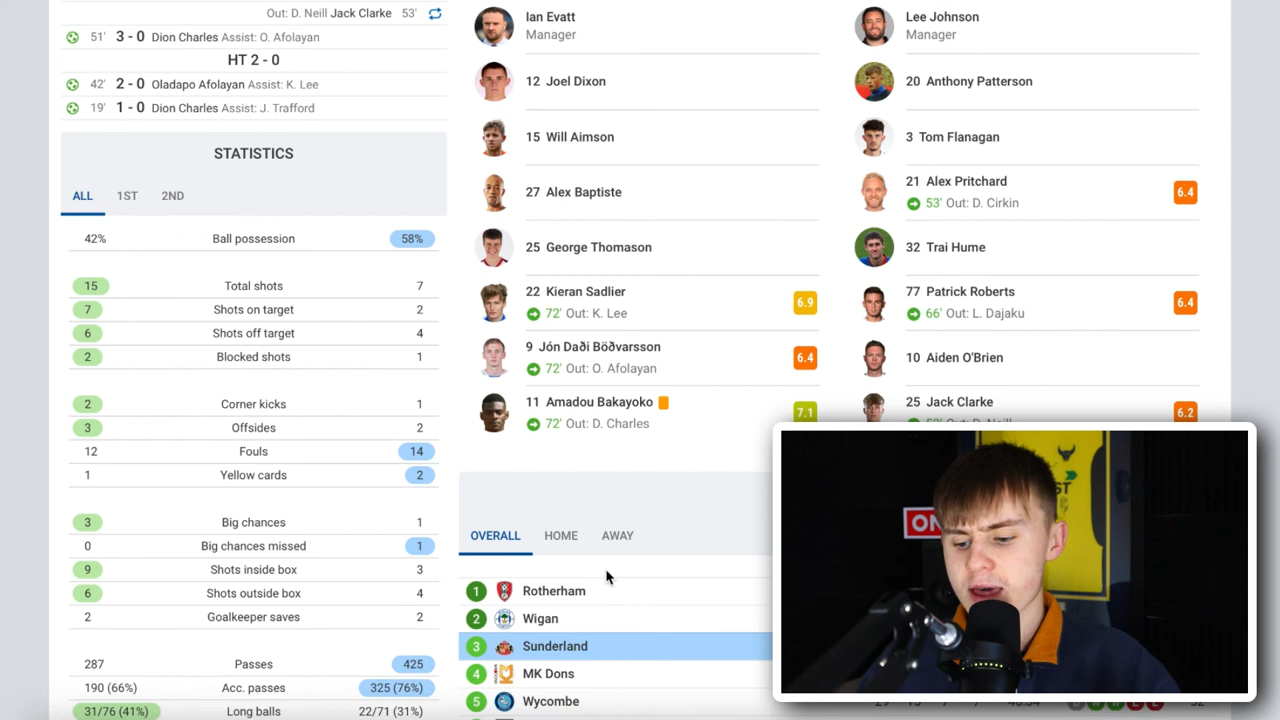 Out: D. Neill Jack Clarke 53'
51' 3 - 0 Dion Charles Assist: O. Afolayan
HT 2 - 0
42' 2 - 0 Oladapo Afolayan Assist: K. Lee
19' 1 - 0 Dion Charles Assist: J. Trafford
STATISTICS
ALL 1ST 2ND
42% Ball possession 58%
15 Total shots 7
7 Shots on target 2
6 Shots off target 4
2 Blocked shots 1
2 Corner kicks 1
3 Offsides 2
12 Fouls 14
1 Yellow cards 2
3 Big chances 1
0 Big chances missed 1
9 Shots inside box 3
6 Shots outside box 4
2 Goalkeeper saves 2
287 Passes 425
190 (66%) Acc. passes 325 (76%)
31/76 (41%) Long balls 22/71 (31%)
Ian Evatt
Manager
12 Joel Dixon
15 Will Aimson
27 Alex Baptiste
25 George Thomason
22 Kieran Sadlier
72' Out: K. Lee
6.9
9 Jón Daði Böðvarsson
72' Out: O. Afolayan
6.4
11 Amadou Bakayoko
72' Out: D. Charles
7.1
Lee Johnson
Manager
20 Anthony Patterson
3 Tom Flanagan
21 Alex Pritchard
53' Out: D. Cirkin
6.4
32 Trai Hume
77 Patrick Roberts
66' Out: L. Dajaku
6.4
10 Aiden O'Brien
25 Jack Clarke
6.2
OVERALL HOME AWAY
1 Rotherham
2 Wigan
3 Sunderland
4 MK Dons
5 Wycombe
ON